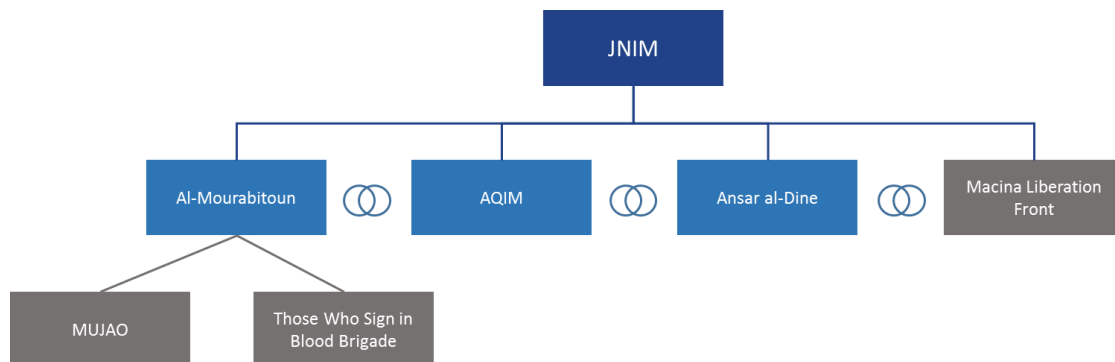 JNIM
Al-Mourabitoun
AQIM
Ansar al-Dine
Macina Liberation
Front
MUJAO
Those Who Sign in
Blood Brigade